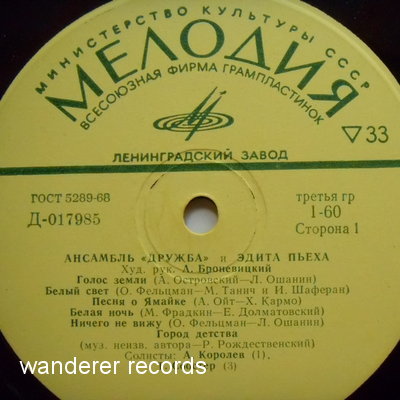 МИНИСТЕРСТВО КУЛЬТУРЫ СССР
МЕЛОДИЯ
ВСЕСОЮЗНАЯ ФИРМА ГРАМПЛАСТИНОК
▽33
ЛЕНИНГРАДСКИЙ ЗАВОД
ГОСТ 5289-68
Д-017985
третья гр
1-60
Сторона 1
АНСАМБЛЬ «ДРУЖБА» и ЭДИТА ПЬЕХА
Худ. рук. А. Броневицкий
Голос земли (А. Островский—Л. Ошанин)
Белый свет (О. Фельцман—М. Танич и И. Шаферан)
Песня о Ямайке (А. Ойт—Х. Кармо)
Белая ночь (М. Фрадкин—Е. Долматовский)
Ничего не вижу (О. Фельцман—Л. Ошанин)
Город детства
(муз. неизв. автора—Р. Рождественский)
Солисты: А. Королев (1),
(3)
wanderer records